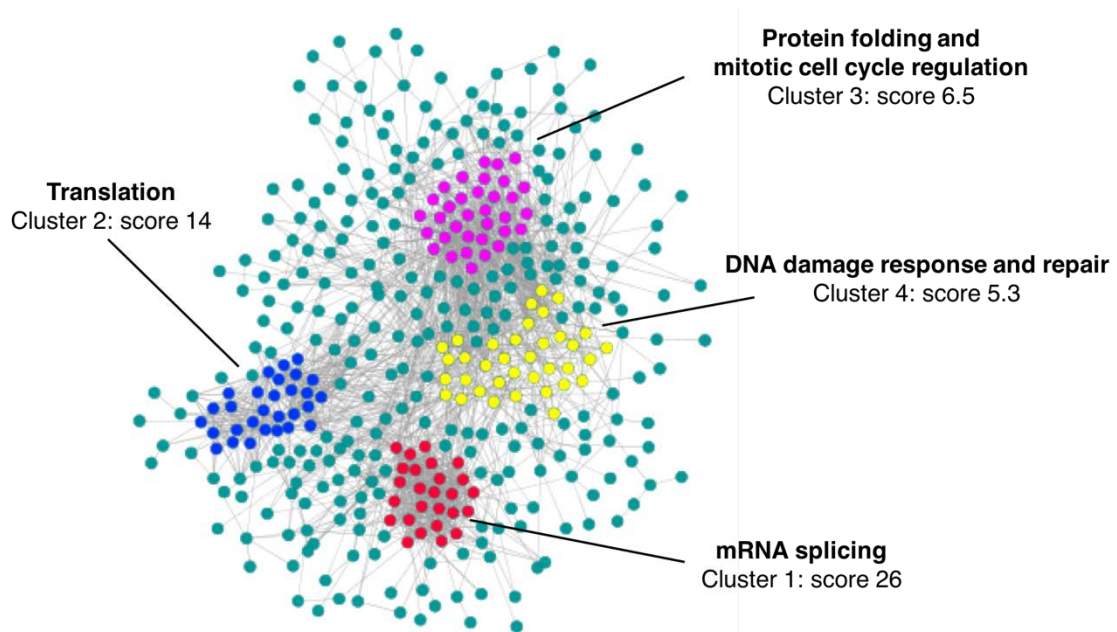 Protein folding and
mitotic cell cycle regulation
Cluster 3: score 6.5
Translation
Cluster 2: score 14
DNA damage response and repair
Cluster 4: score 5.3
mRNA splicing
Cluster 1: score 26